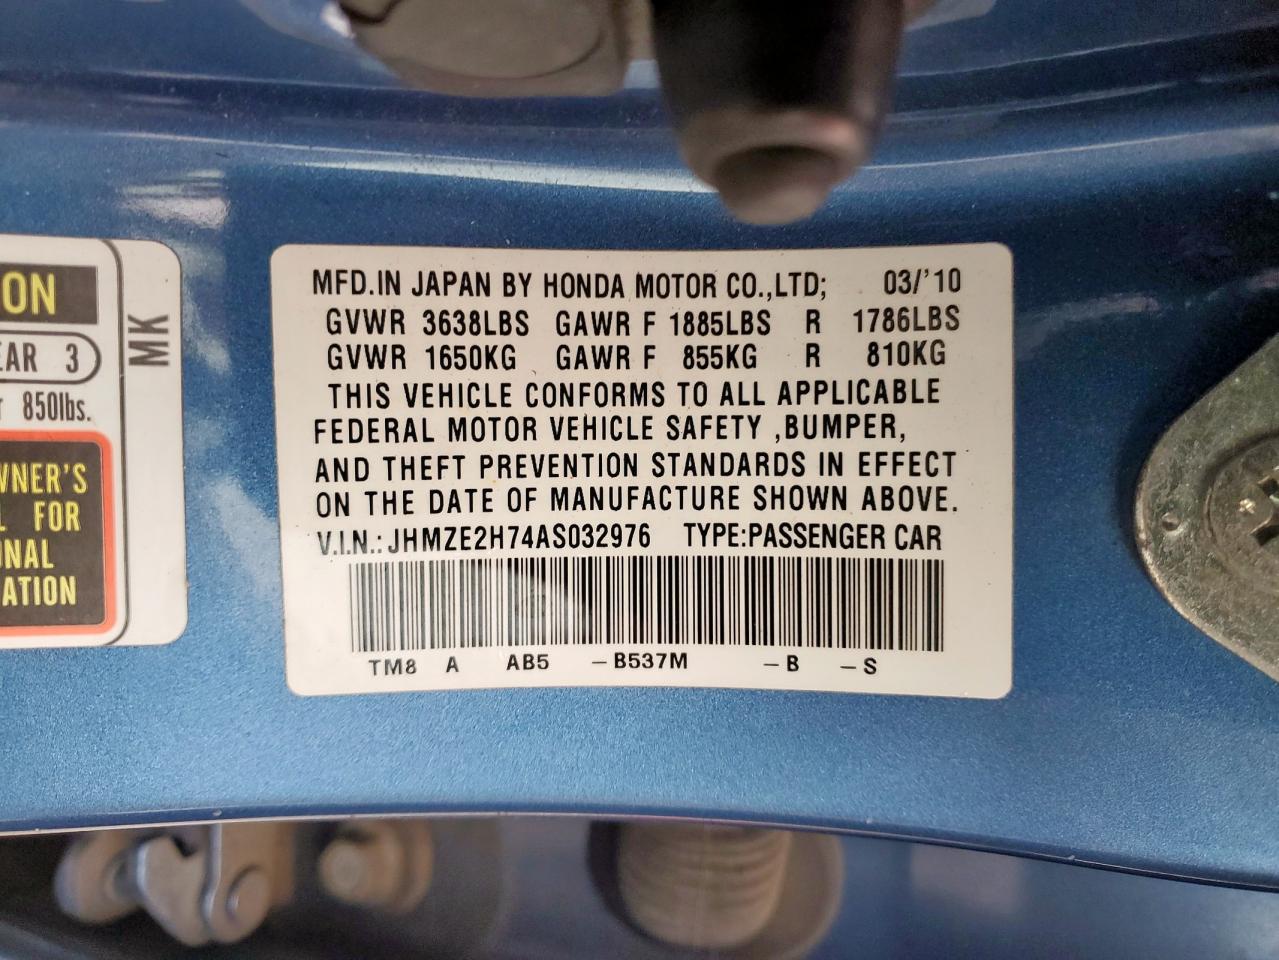 ON
EAR 3
850lbs.
WNER'S
FOR
ONAL
ATION
MK
MFD.IN JAPAN BY HONDA MOTOR CO.,LTD; 03/'10
GVWR 3638LBS GAWR F 1885LBS R 1786LBS
GVWR 1650KG GAWR F 855KG R 810KG
THIS VEHICLE CONFORMS TO ALL APPLICABLE
FEDERAL MOTOR VEHICLE SAFETY ,BUMPER,
AND THEFT PREVENTION STANDARDS IN EFFECT
ON THE DATE OF MANUFACTURE SHOWN ABOVE.
V.I.N.: JHMZE2H74AS032976 TYPE:PASSENGER CAR
TM8 A AB5 – B537M – B – S